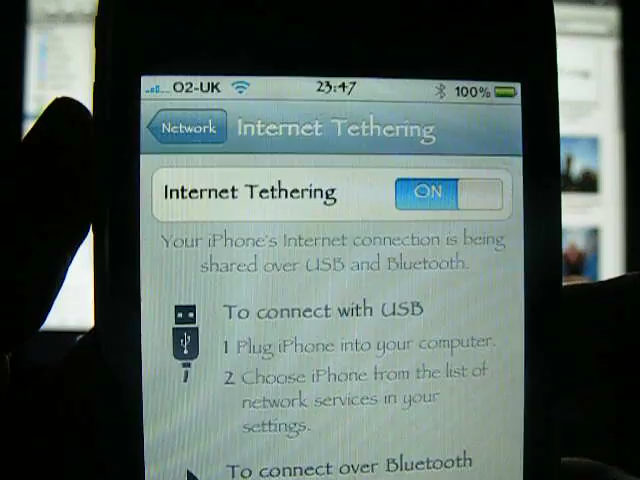 O2-UK 23:47 100%
Network Internet Tethering
Internet Tethering ON
Your iPhone's Internet connection is being
shared over USB and Bluetooth.
To connect with USB
1 Plug iPhone into your computer.
2 Choose iPhone from the list of
network services in your
settings.
To connect over Bluetooth